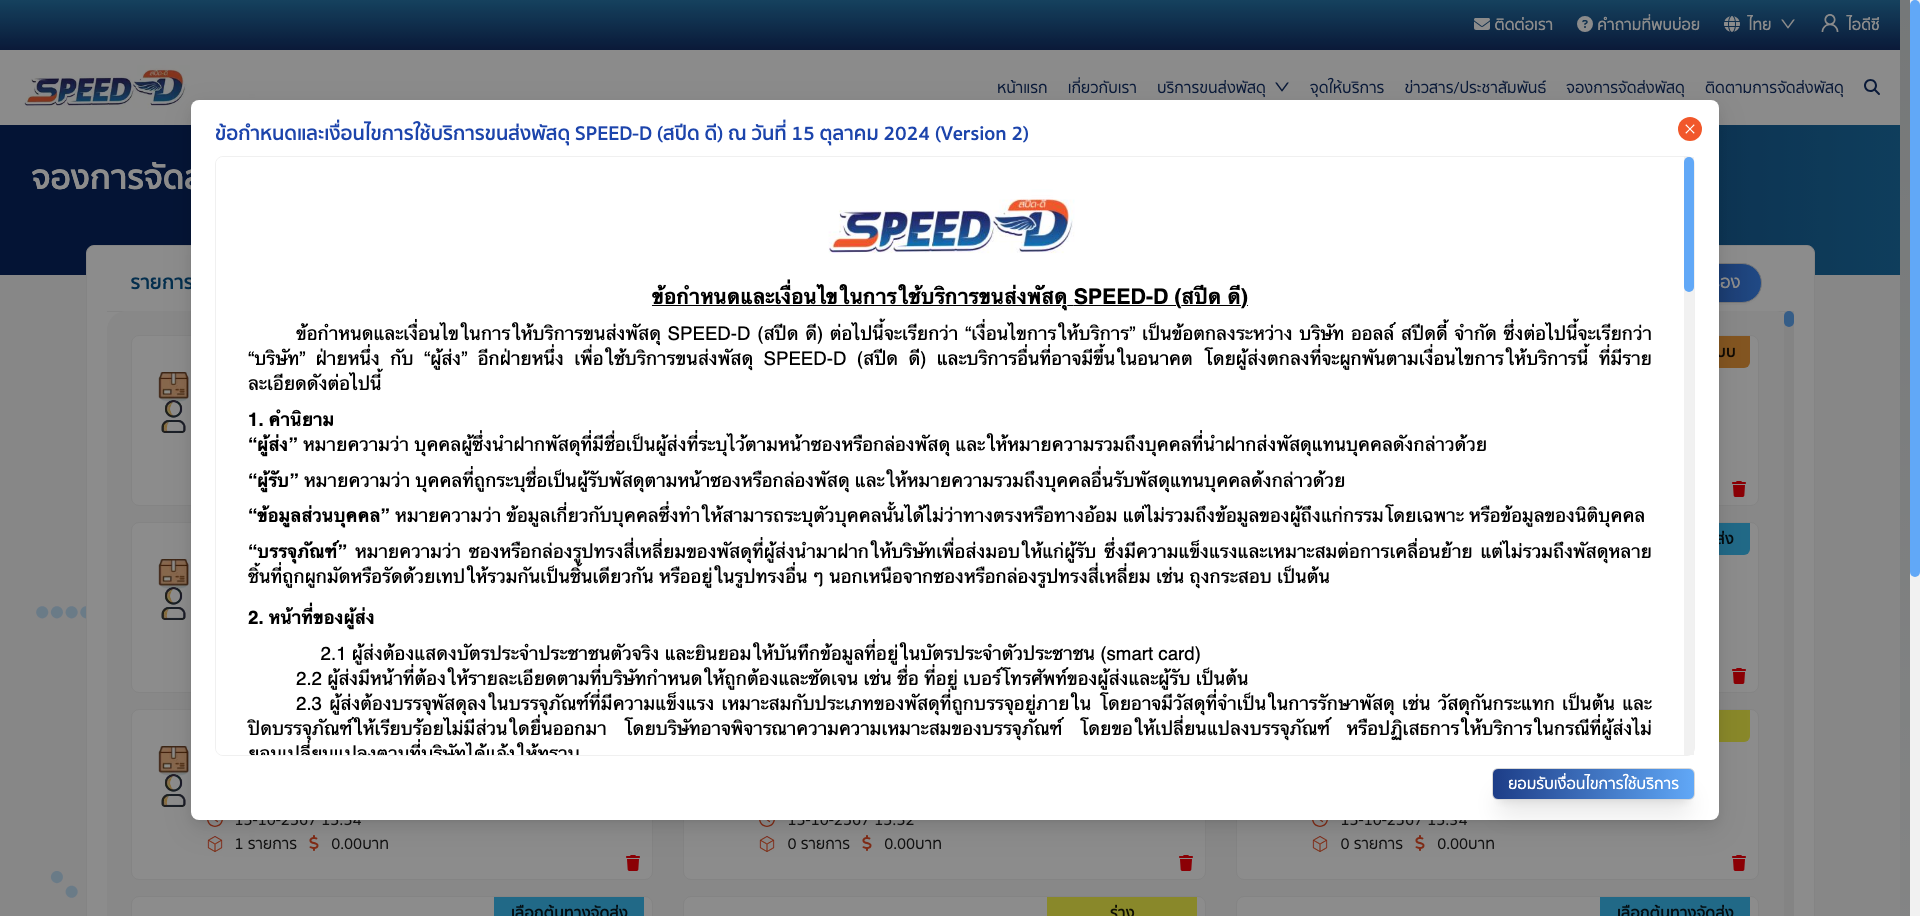 ติดต่อเรา คำถามที่พบบ่อย ไทย ไอดีซี
สปีด-ดี
SPEED-D
หน้าแรก เกี่ยวกับเรา บริการขนส่งพัสดุ จุดให้บริการ ข่าวสาร/ประชาสัมพันธ์ จองการจัดส่งพัสดุ ติดตามการจัดส่งพัสดุ
จองการจัดส
รายการ
ข้อกำหนดและเงื่อนไขการใช้บริการขนส่งพัสดุ SPEED-D (สปีด ดี) ณ วันที่ 15 ตุลาคม 2024 (Version 2)
สปีด-ดี
SPEED-D
ข้อกำหนดและเงื่อนไขในการใช้บริการขนส่งพัสดุ SPEED-D (สปีด ดี)
ข้อกำหนดและเงื่อนไขในการให้บริการขนส่งพัสดุ SPEED-D (สปีด ดี) ต่อไปนี้จะเรียกว่า “เงื่อนไขการให้บริการ” เป็นข้อตกลงระหว่าง บริษัท ออลล์ สปีดดี้ จำกัด ซึ่งต่อไปนี้จะเรียกว่า
“บริษัท” ฝ่ายหนึ่ง กับ “ผู้ส่ง” อีกฝ่ายหนึ่ง เพื่อใช้บริการขนส่งพัสดุ SPEED-D (สปีด ดี) และบริการอื่นที่อาจมีขึ้นในอนาคต โดยผู้ส่งตกลงที่จะผูกพันตามเงื่อนไขการให้บริการนี้ ที่มีราย
ละเอียดดังต่อไปนี้
1. คำนิยาม
“ผู้ส่ง” หมายความว่า บุคคลผู้ซึ่งนำฝากพัสดุที่มีชื่อเป็นผู้ส่งที่ระบุไว้ตามหน้าซองหรือกล่องพัสดุ และให้หมายความรวมถึงบุคคลที่นำฝากส่งพัสดุแทนบุคคลดังกล่าวด้วย
“ผู้รับ” หมายความว่า บุคคลที่ถูกระบุชื่อเป็นผู้รับพัสดุตามหน้าซองหรือกล่องพัสดุ และให้หมายความรวมถึงบุคคลอื่นรับพัสดุแทนบุคคลดังกล่าวด้วย
“ข้อมูลส่วนบุคคล” หมายความว่า ข้อมูลเกี่ยวกับบุคคลซึ่งทำให้สามารถระบุตัวบุคคลนั้นได้ไม่ว่าทางตรงหรือทางอ้อม แต่ไม่รวมถึงข้อมูลของผู้ถึงแก่กรรมโดยเฉพาะ หรือข้อมูลของนิติบุคคล
“บรรจุภัณฑ์” หมายความว่า ซองหรือกล่องรูปทรงสี่เหลี่ยมของพัสดุที่ผู้ส่งนำมาฝากให้บริษัทเพื่อส่งมอบให้แก่ผู้รับ ซึ่งมีความแข็งแรงและเหมาะสมต่อการเคลื่อนย้าย แต่ไม่รวมถึงพัสดุหลาย
ชิ้นที่ถูกผูกมัดหรือรัดด้วยเทปให้รวมกันเป็นชิ้นเดียวกัน หรืออยู่ในรูปทรงอื่น ๆ นอกเหนือจากซองหรือกล่องรูปทรงสี่เหลี่ยม เช่น ถุงกระสอบ เป็นต้น
2. หน้าที่ของผู้ส่ง
2.1 ผู้ส่งต้องแสดงบัตรประจำประชาชนตัวจริง และยินยอมให้บันทึกข้อมูลที่อยู่ในบัตรประจำตัวประชาชน (smart card)
2.2 ผู้ส่งมีหน้าที่ต้องให้รายละเอียดตามที่บริษัทกำหนดให้ถูกต้องและชัดเจน เช่น ชื่อ ที่อยู่ เบอร์โทรศัพท์ของผู้ส่งและผู้รับ เป็นต้น
2.3 ผู้ส่งต้องบรรจุพัสดุลงในบรรจุภัณฑ์ที่มีความแข็งแรง เหมาะสมกับประเภทของพัสดุที่ถูกบรรจุอยู่ภายใน โดยอาจมีวัสดุที่จำเป็นในการรักษาพัสดุ เช่น วัสดุกันกระแทก เป็นต้น และ
ปิดบรรจุภัณฑ์ให้เรียบร้อยไม่มีส่วนใดยื่นออกมา โดยบริษัทอาจพิจารณาความความเหมาะสมของบรรจุภัณฑ์ โดยขอให้เปลี่ยนแปลงบรรจุภัณฑ์ หรือปฏิเสธการให้บริการในกรณีที่ผู้ส่งไม่
ยอมเปลี่ยนแปลงตามที่บริษัทได้แจ้งให้ทราบ
ยอมรับเงื่อนไขการใช้บริการ
15-10-2567 15:34 15-10-2567 15:32 15-10-2567 15:34
1 รายการ 0.00บาท 0 รายการ 0.00บาท 0 รายการ 0.00บาท
เลือกต้นทางจัดส่ง ร่าง เลือกต้นทางจัดส่ง